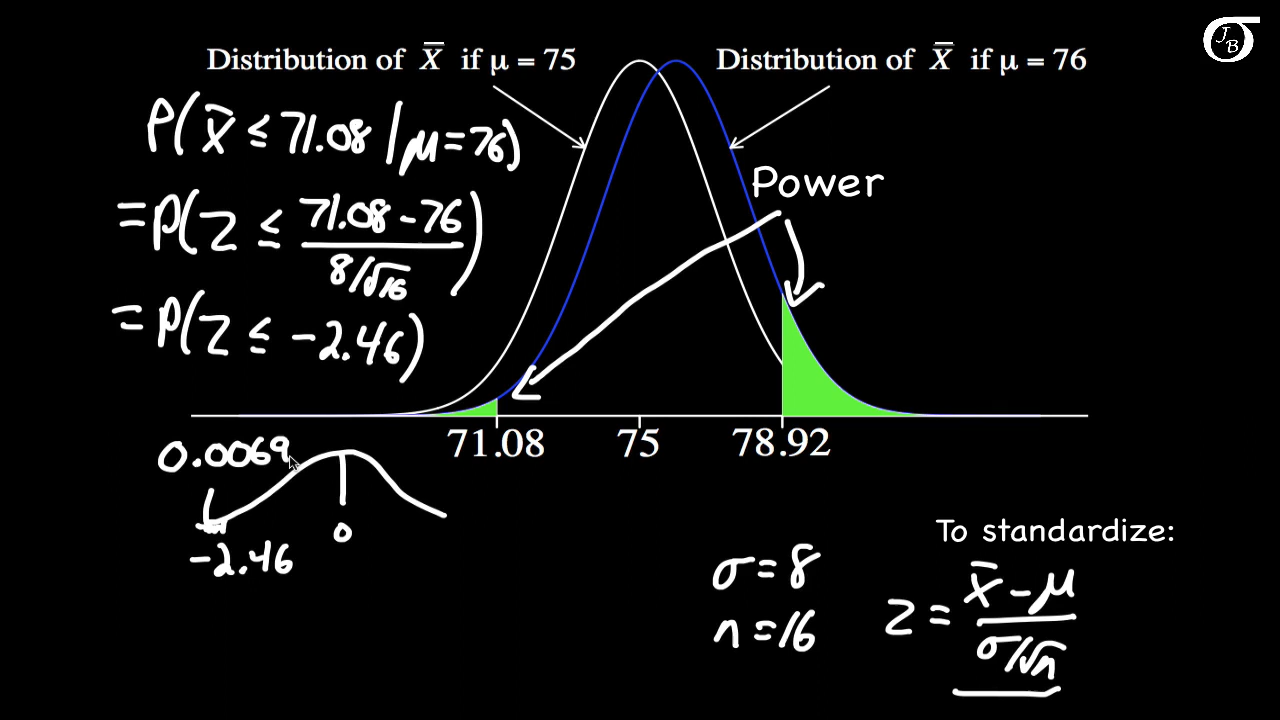 JB
Distribution of X̄ if μ = 75
Distribution of X̄ if μ = 76
P(X̄ ≤ 71.08 | μ = 76)
Power
= P(Z ≤ (71.08 - 76)/(8/√16))
= P(Z ≤ -2.46)
71.08 75 78.92
0.0069
0
-2.46
To standardize:
σ = 8
n = 16
Z = (X̄ - μ)/(σ/√n)